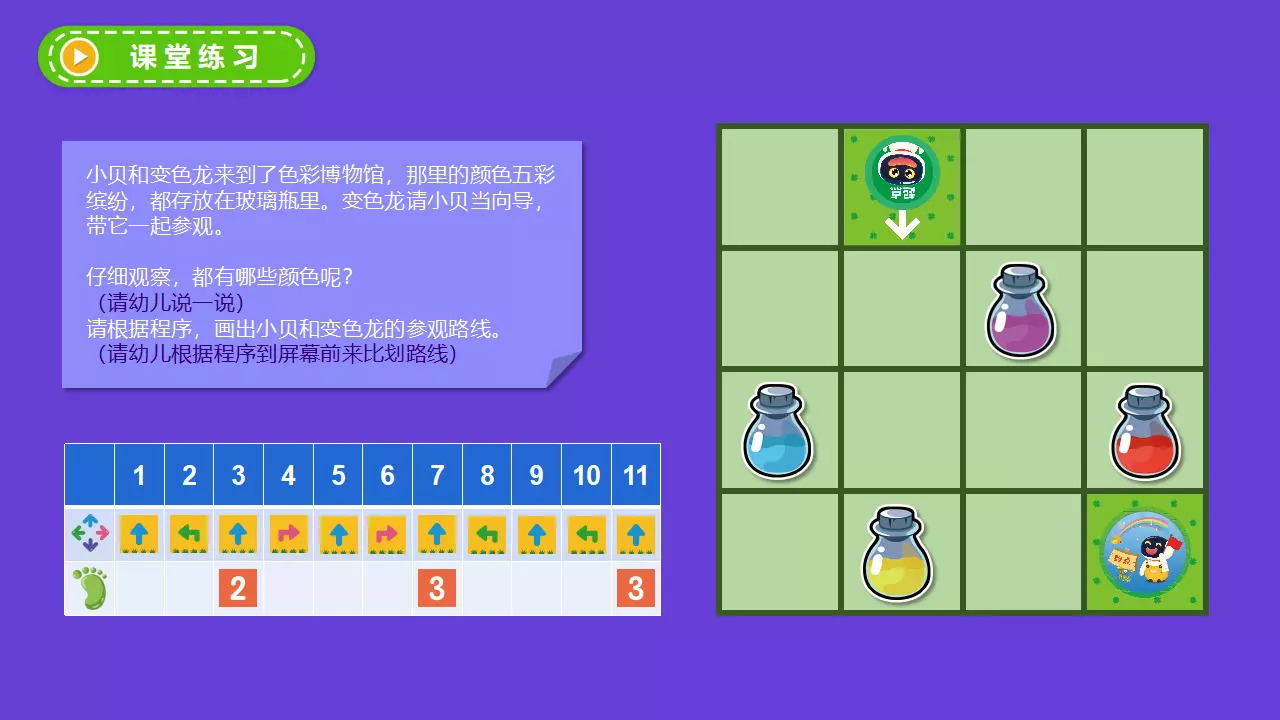 课堂练习
小贝和变色龙来到了色彩博物馆，那里的颜色五彩
缤纷，都存放在玻璃瓶里。变色龙请小贝当向导，
带它一起参观。
仔细观察，都有哪些颜色呢？
（请幼儿说一说）
请根据程序，画出小贝和变色龙的参观路线。
（请幼儿根据程序到屏幕前来比划路线）
1 2 3 4 5 6 7 8 9 10 11
2 3 3
终点